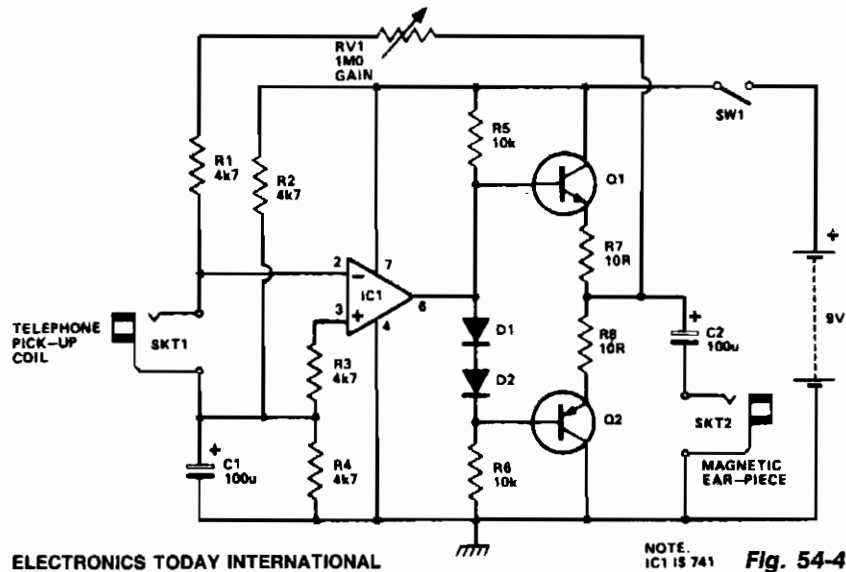 RV1
1M0
GAIN
SW1
R1
4k7
R2
4k7
R5
10k
Q1
R7
10R
2
7
IC1
6
3
4
+
TELEPHONE
PICK-UP
COIL
SKT1
R3
4k7
D1
D2
R8
10R
+
C2
100u
+
9V
Q2
SKT2
+
C1
100u
R4
4k7
R6
10k
MAGNETIC
EAR-PIECE
ELECTRONICS TODAY INTERNATIONAL
NOTE.
IC1 IS 741
Fig. 54-4